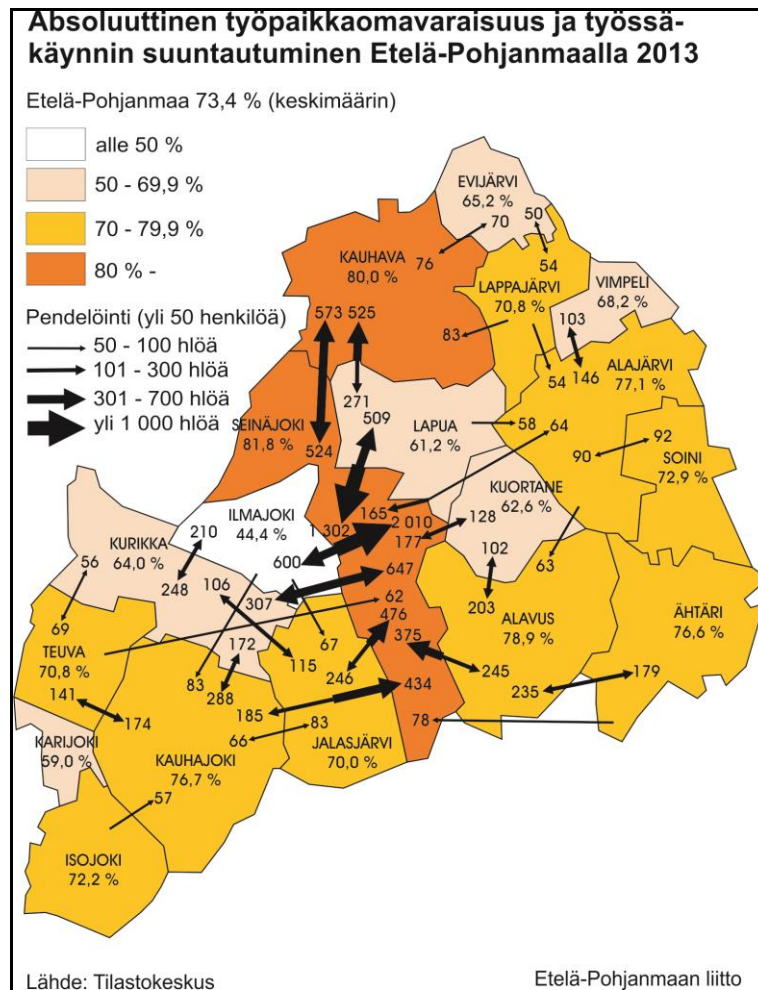 Absoluuttinen työpaikkaomavaraisuus ja työssä-
käynnin suuntautuminen Etelä-Pohjanmaalla 2013
Etelä-Pohjanmaa 73,4 % (keskimäärin)
alle 50 %
50 - 69,9 %
70 - 79,9 %
80 % -
Pendelöinti (yli 50 henkilöä)
50 - 100 hlöä
101 - 300 hlöä
301 - 700 hlöä
yli 1 000 hlöä
EVIJÄRVI
65,2 %
70
50
KAUHAVA
80,0 %
76
54
LAPPAJÄRVI
70,8 %
VIMPELI
68,2 %
103
573 525
83
54
146
ALAJÄRVI
77,1 %
271
509
SEINÄJOKI
81,8 %
524
LAPUA
61,2 %
58
64
92
90
SOINI
72,9 %
KUORTANE
62,6 %
165
128
2 010
177
1 302
ILMAJOKI
44,4 %
210
600
102
63
KURIKKA
64,0 %
56
248
106
307
647
62
476
375
203
ALAVUS
78,9 %
ÄHTÄRI
76,6 %
69
TEUVA
70,8 %
172
67
115
246
245
235
179
141
174
83
288
185
434
66
83
78
KARIJOKI
59,0 %
KAUHAJOKI
76,7 %
JALASJÄRVI
70,0 %
57
ISOJOKI
72,2 %
Lähde: Tilastokeskus
Etelä-Pohjanmaan liitto